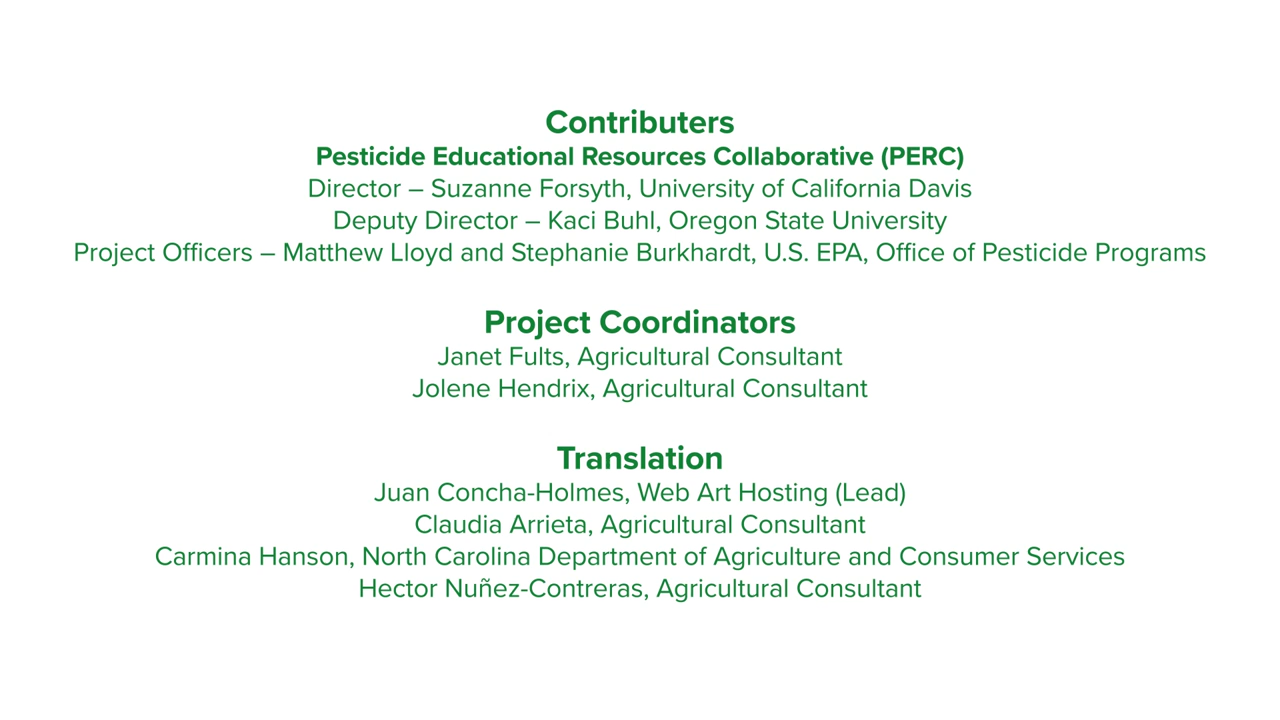 Contributers
Pesticide Educational Resources Collaborative (PERC)
Director – Suzanne Forsyth, University of California Davis
Deputy Director – Kaci Buhl, Oregon State University
Project Officers – Matthew Lloyd and Stephanie Burkhardt, U.S. EPA, Office of Pesticide Programs
Project Coordinators
Janet Fults, Agricultural Consultant
Jolene Hendrix, Agricultural Consultant
Translation
Juan Concha-Holmes, Web Art Hosting (Lead)
Claudia Arrieta, Agricultural Consultant
Carmina Hanson, North Carolina Department of Agriculture and Consumer Services
Hector Nuñez-Contreras, Agricultural Consultant